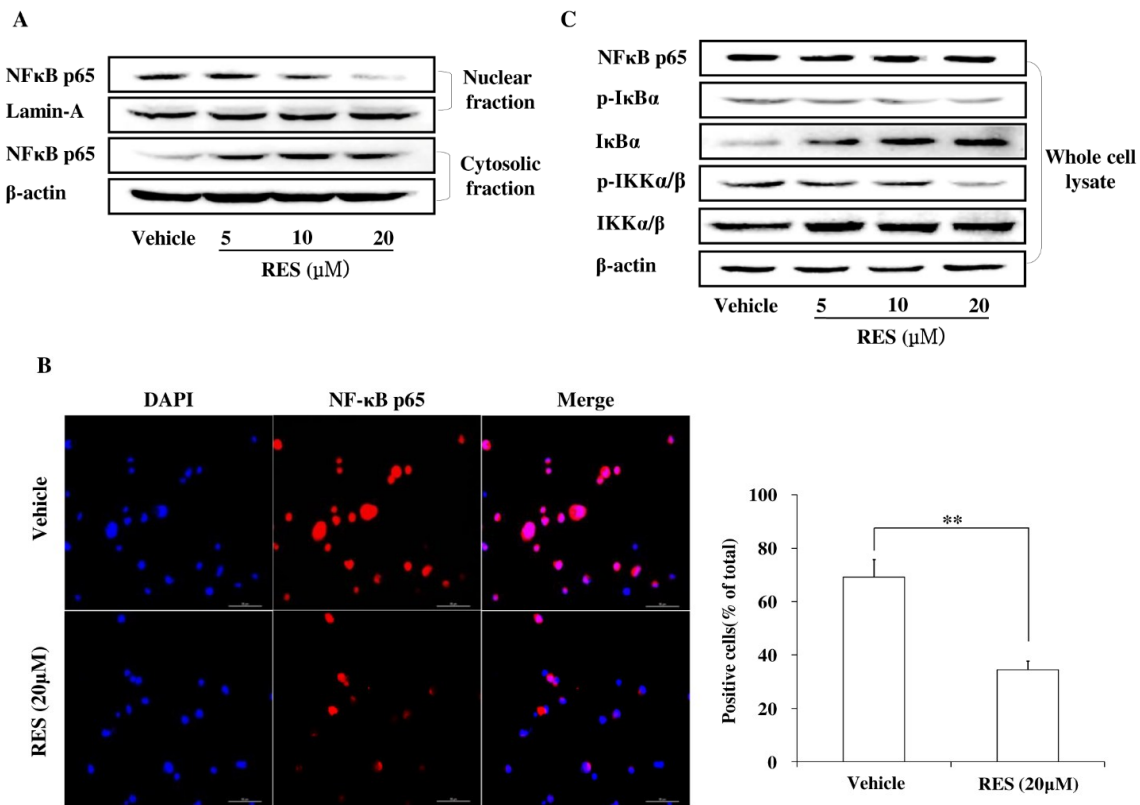 A
NFκB p65
Lamin-A
NFκB p65
β-actin
Nuclear
fraction
Cytosolic
fraction
Vehicle 5 10 20
RES (μM)
C
NFκB p65
p-IκBα
IκBα
p-IKKα/β
IKKα/β
β-actin
Whole cell
lysate
Vehicle 5 10 20
RES (μM)
B
DAPI NF-κB p65 Merge
Vehicle
RES (20μM)
Positive cells( % of total)
100
80
60
40
20
0
**
Vehicle RES (20μM)